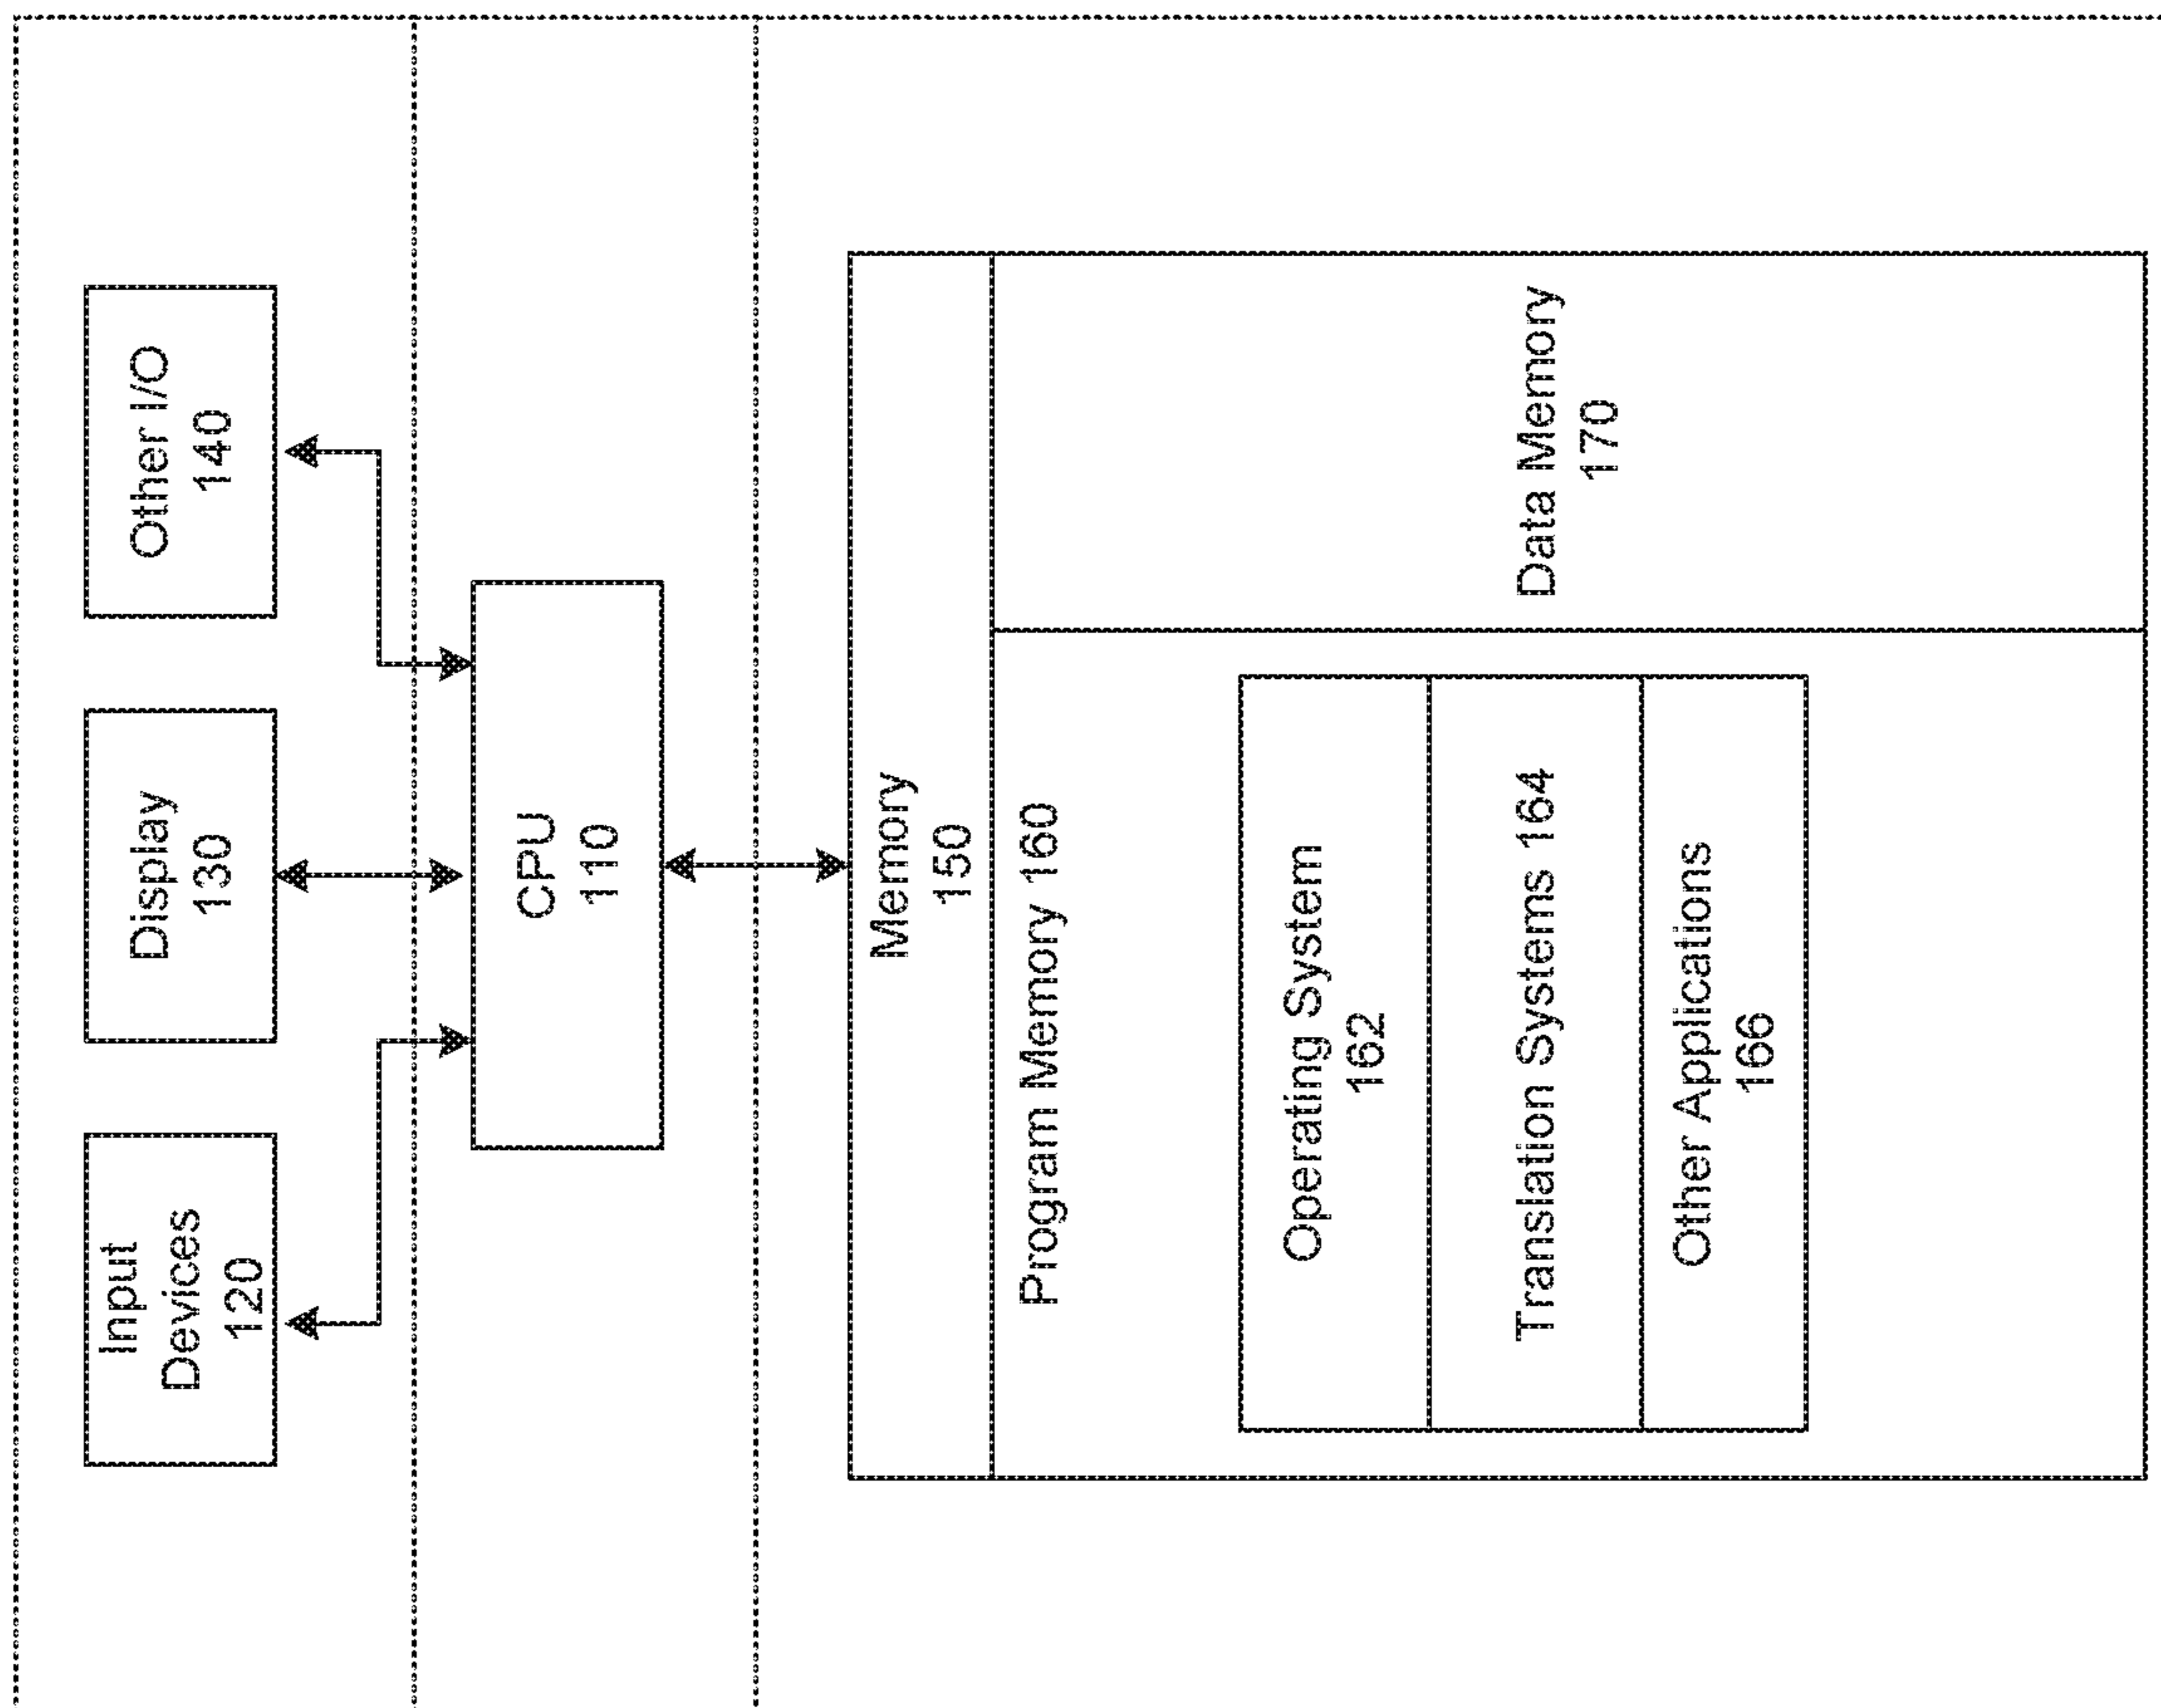 Input
Devices
120
Display
130
Other I/O
140
CPU
110
Memory
150
Program Memory 160
Operating System
162
Translation Systems 164
Other Applications
166
Data Memory
170